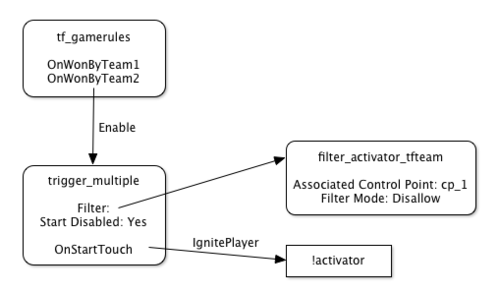 tf_gamerules
OnWonByTeam1
OnWonByTeam2
Enable
trigger_multiple
Filter:
Start Disabled: Yes
OnStartTouch
filter_activator_tfteam
Associated Control Point: cp_1
Filter Mode: Disallow
IgnitePlayer
!activator